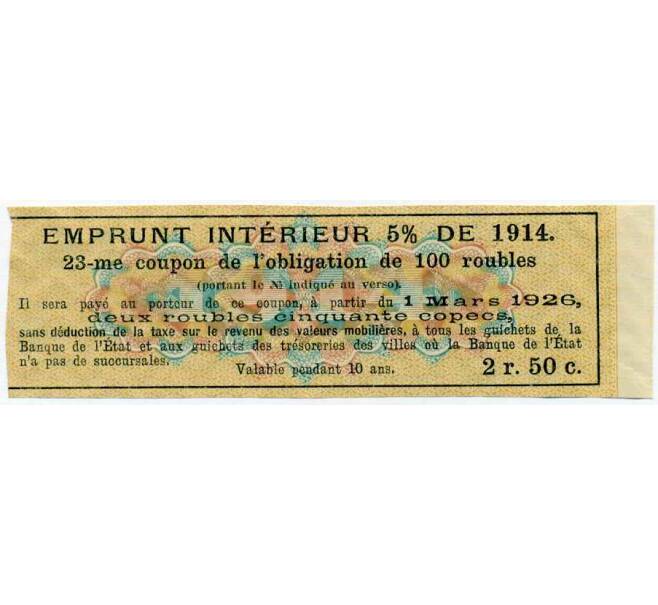 EMPRUNT INTÉRIEUR 5% DE 1914.
23-me coupon de l'obligation de 100 roubles
(portant le № indiqué au verso).
Il sera payé au porteur de ce coupon, à partir du 1 Mars 1926,
deux roubles cinquante copecs,
sans déduction de la taxe sur le revenu des valeurs mobilières, à tous les guichets de la
Banque de l'État et aux guichets des trésoreries des villes où la Banque de l'État
n'a pas de succursales.
Valable pendant 10 ans.
2 r. 50 c.